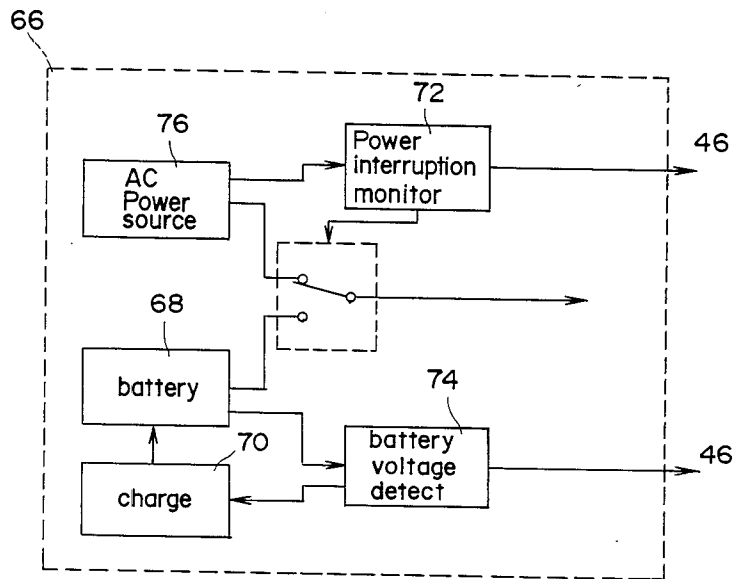 66
76
72
46
AC
Power
source
Power
interruption
monitor
68
battery
74
70
battery
voltage
detect
46
charge